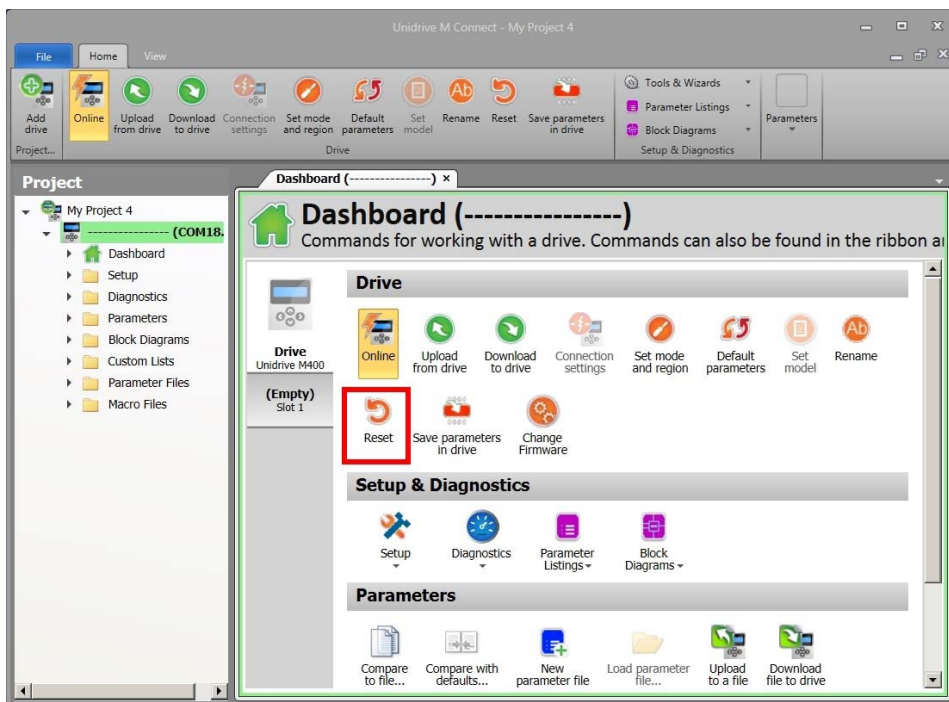 Unidrive M Connect - My Project 4
File Home View
Add drive
Online
Upload from drive
Download to drive
Connection settings
Set mode and region
Default parameters
Set model
Rename
Reset
Save parameters in drive
Tools & Wizards
Parameter Listings
Block Diagrams
Parameters
Project...
Drive
Setup & Diagnostics
Project
My Project 4
---------------- (COM18.
Dashboard
Setup
Diagnostics
Parameters
Block Diagrams
Custom Lists
Parameter Files
Macro Files
Dashboard (----------------) ×
Dashboard (----------------)
Commands for working with a drive. Commands can also be found in the ribbon a
Drive
Unidrive M400
(Empty)
Slot 1
Drive
Online
Upload
from drive
Download
to drive
Connection
settings
Set mode
and region
Default
parameters
Set
model
Rename
Reset
Save parameters
in drive
Change
Firmware
Setup & Diagnostics
Setup
Diagnostics
Parameter
Listings
Block
Diagrams
Parameters
Compare
to file...
Compare with
defaults...
New
parameter file
Load parameter
file...
Upload
to a file
Download
file to drive